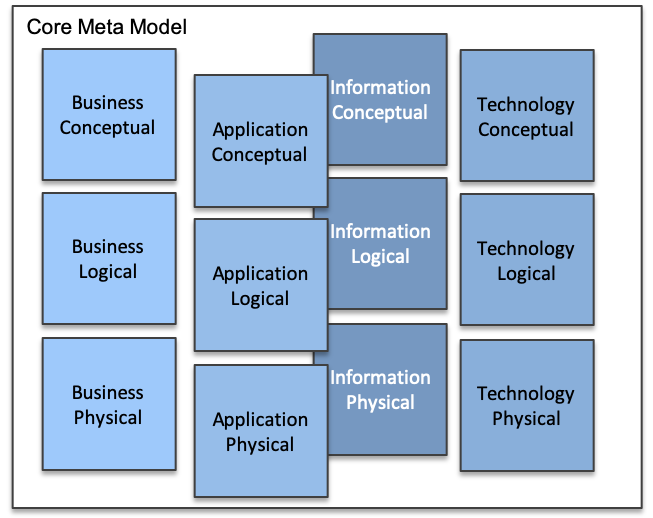 Core Meta Model
Business
Conceptual
Application
Conceptual
Information
Conceptual
Technology
Conceptual
Business
Logical
Application
Logical
Information
Logical
Technology
Logical
Business
Physical
Application
Physical
Information
Physical
Technology
Physical